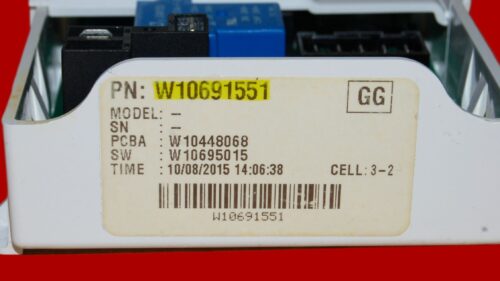 PN: W10691551
GG
MODEL: –
SN : –
PCBA : W10448068
SW : W10695015
TIME : 10/08/2015 14:06:38 CELL: 3-2
W10691551